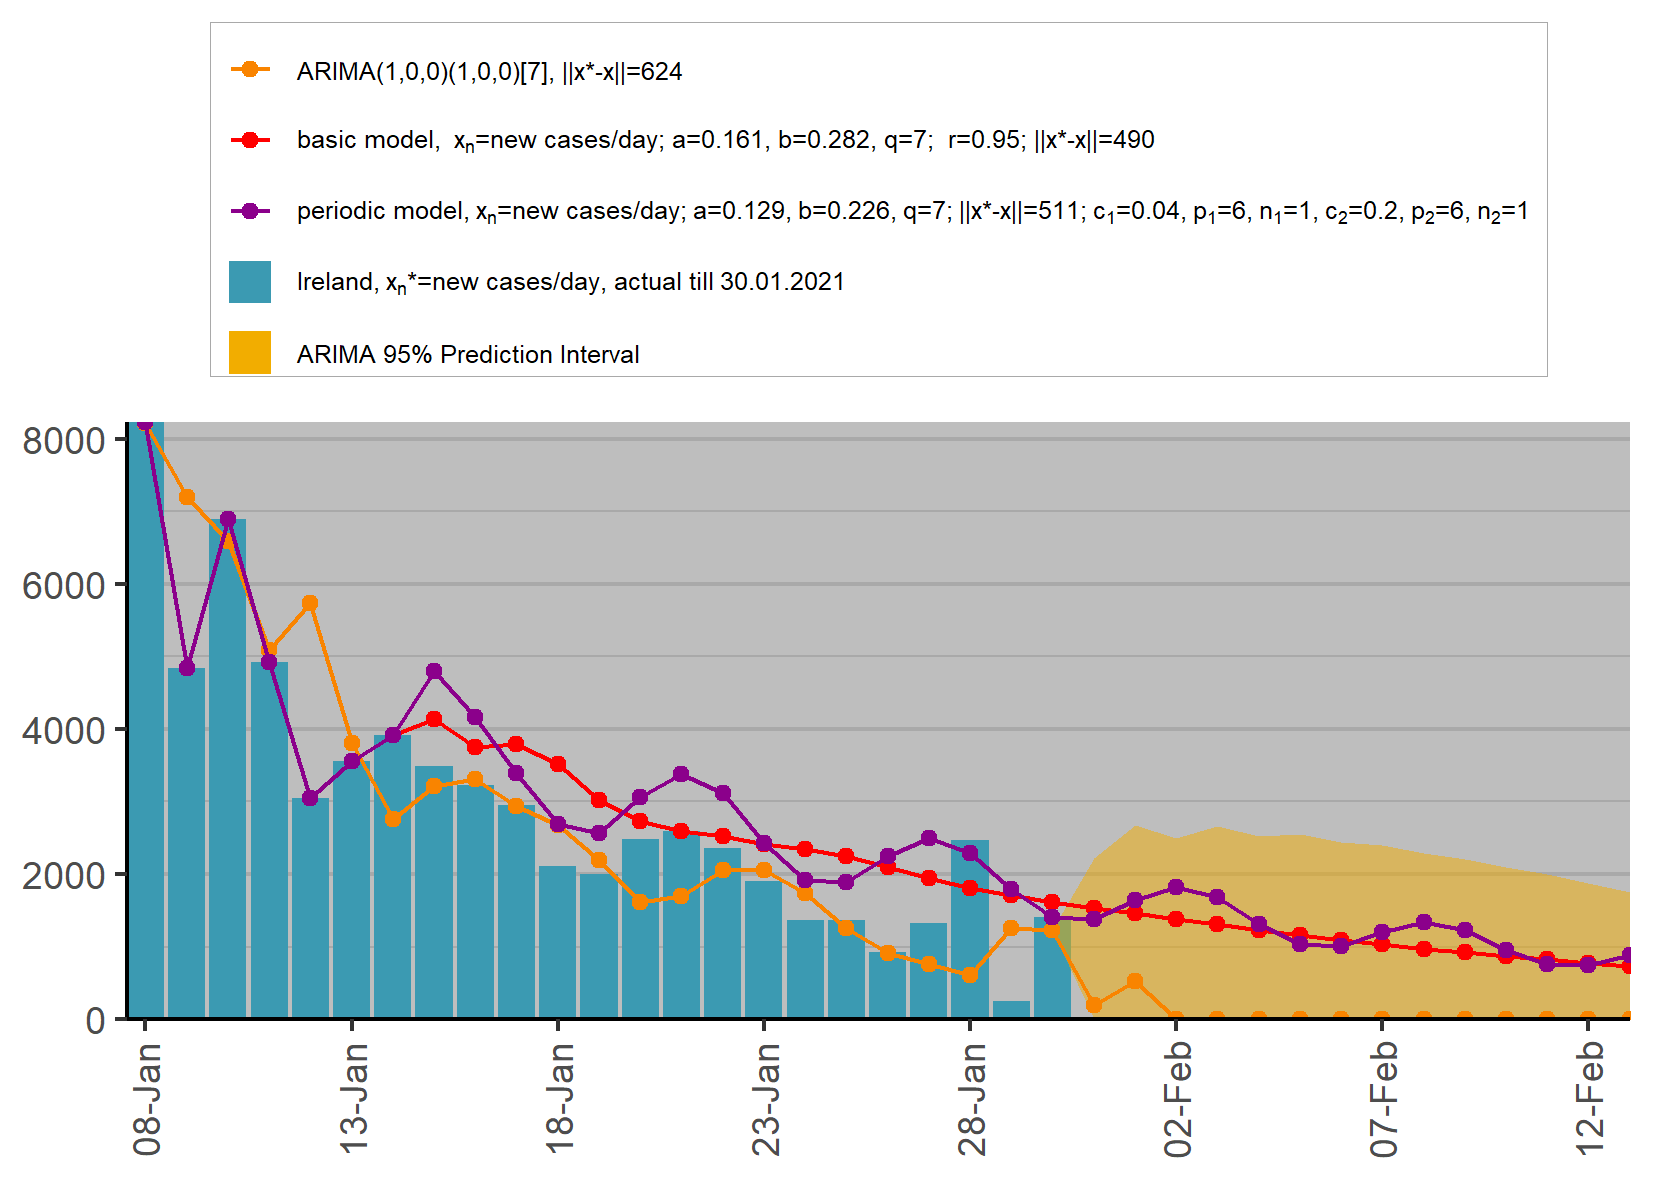 ARIMA(1,0,0)(1,0,0)[7], ||x*-x||=624
basic model,  xₙ=new cases/day; a=0.161, b=0.282, q=7;  r=0.95; ||x*-x||=490
periodic model, xₙ=new cases/day; a=0.129, b=0.226, q=7; ||x*-x||=511; c₁=0.04, p₁=6, n₁=1, c₂=0.2, p₂=6, n₂=1
Ireland, xₙ*=new cases/day, actual till 30.01.2021
ARIMA 95% Prediction Interval
8000
6000
4000
2000
0
08-Jan
13-Jan
18-Jan
23-Jan
28-Jan
02-Feb
07-Feb
12-Feb